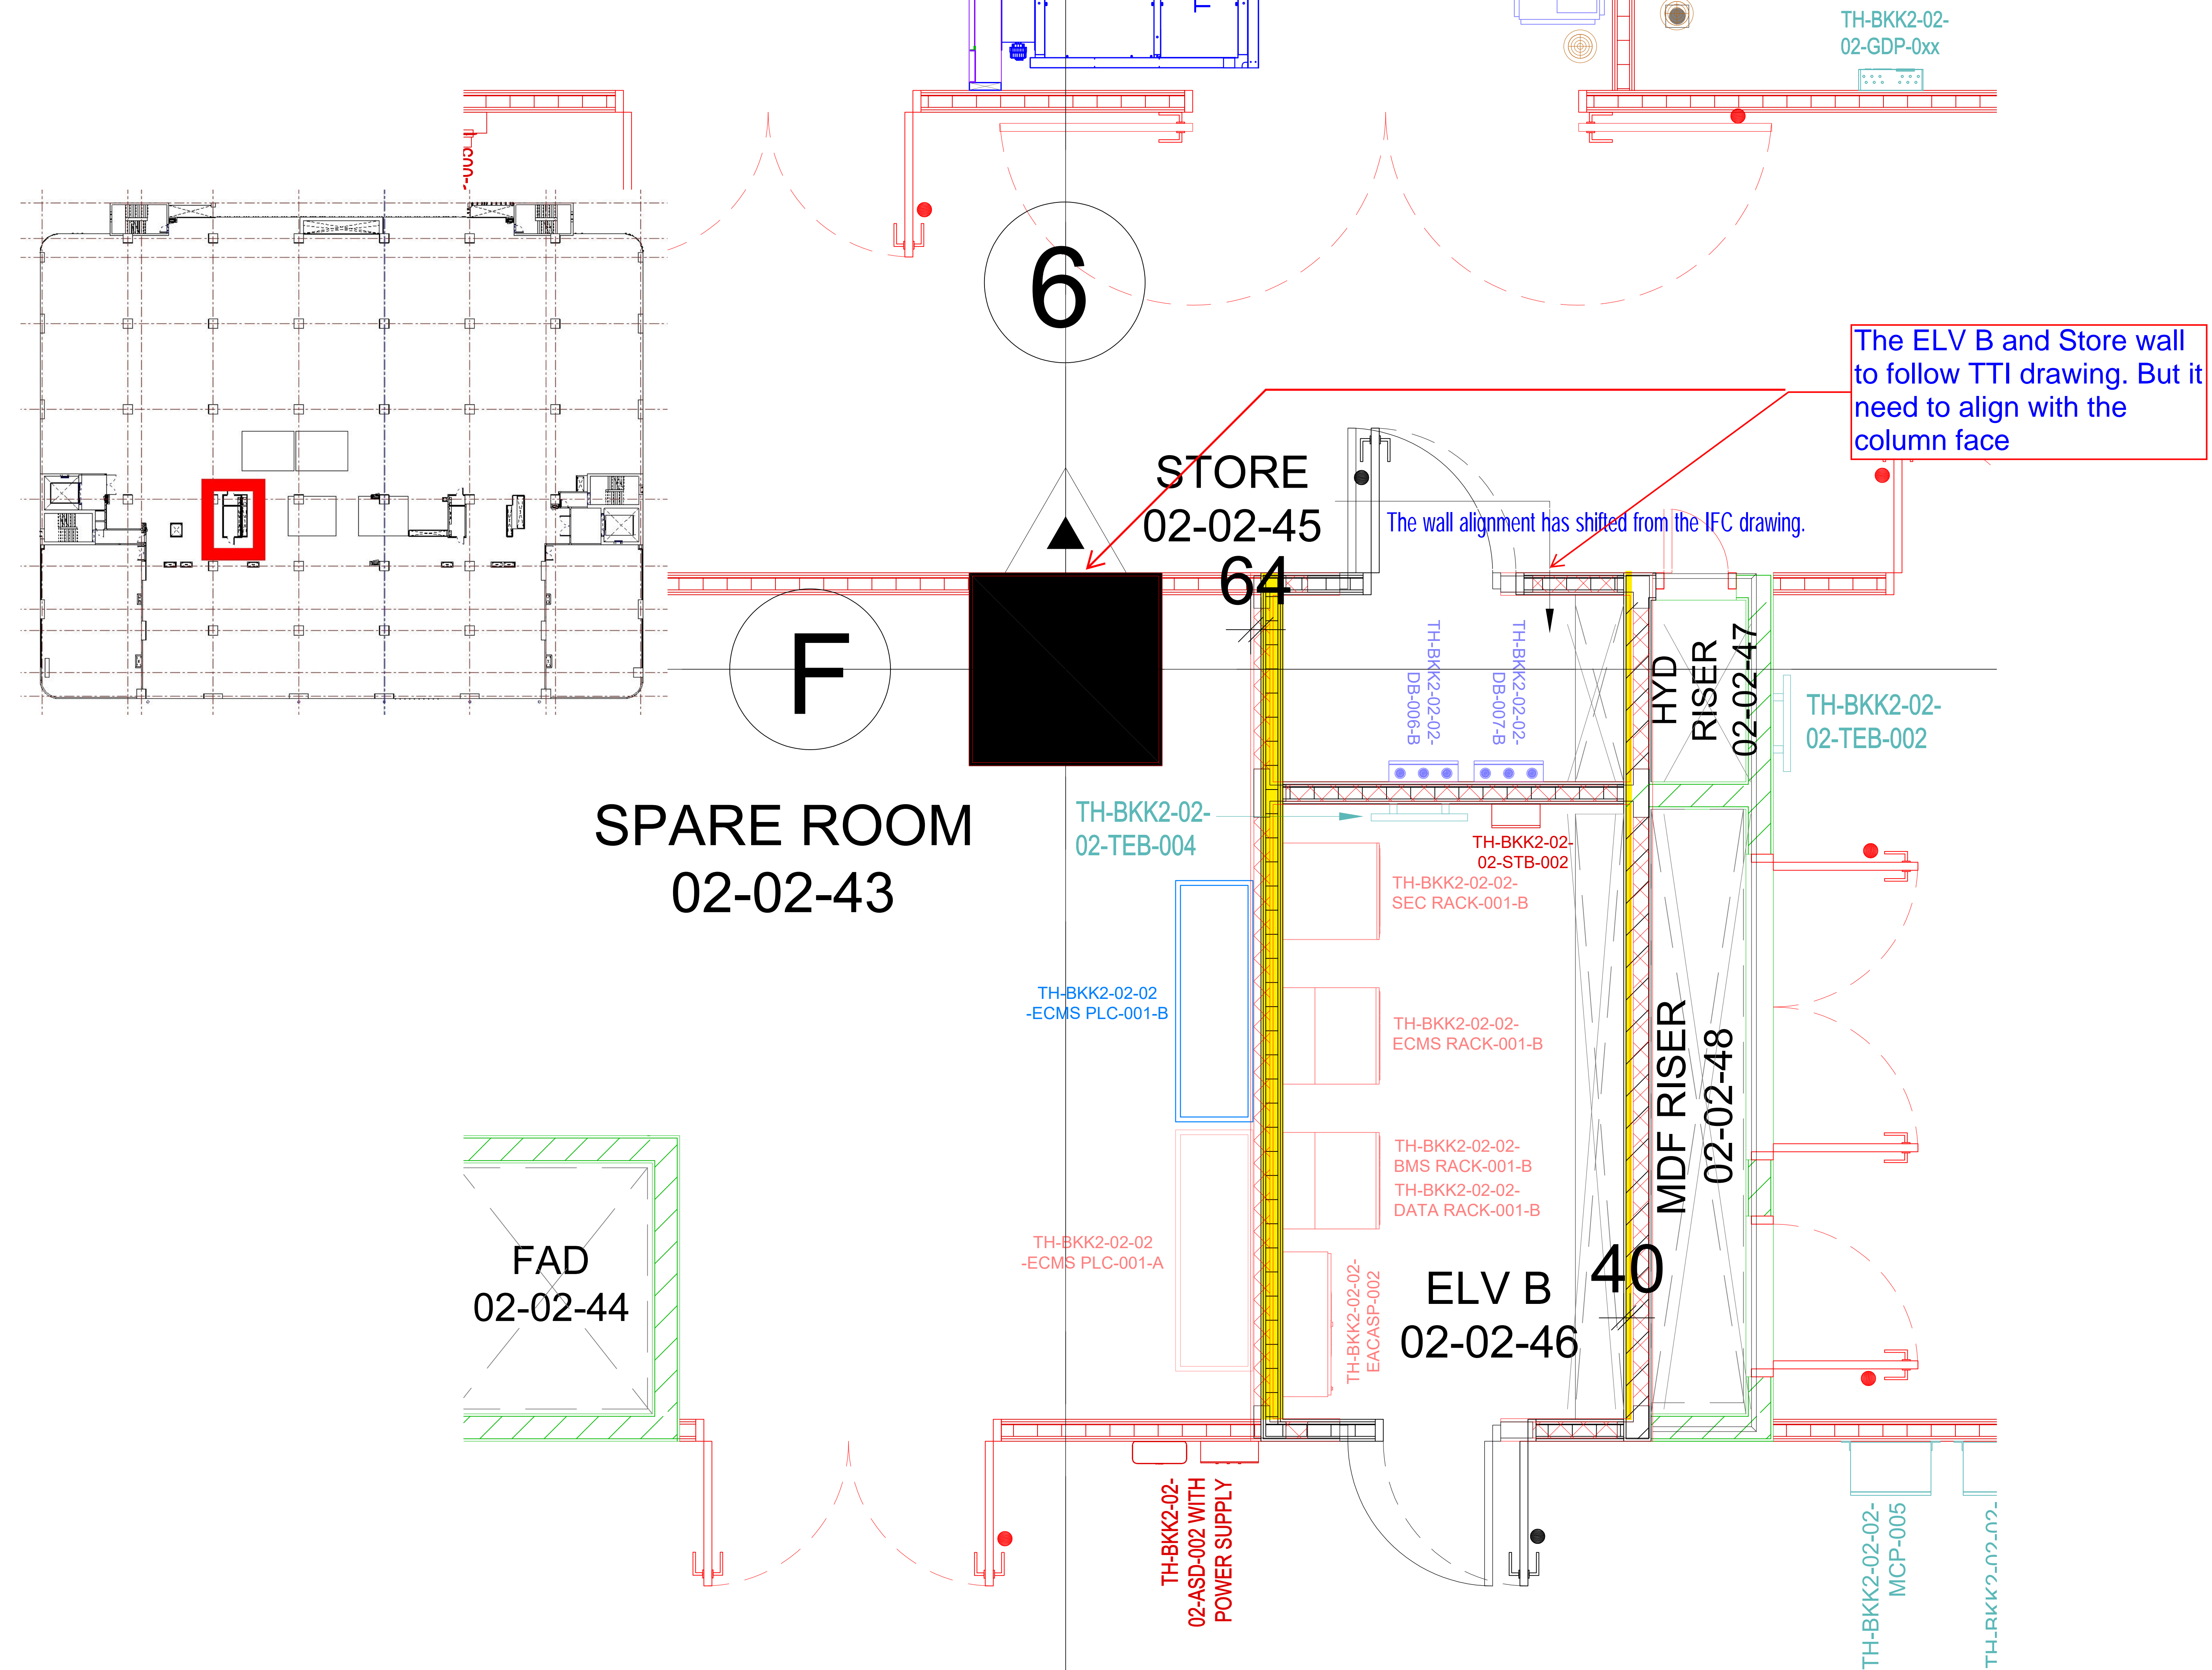 TH-BKK2-02-
02-GDP-0xx
6
The ELV B and Store wall
to follow TTI drawing. But it
need to align with the
column face
STORE
02-02-45
The wall alignment has shifted from the IFC drawing.
64
F
HYD
RISER
02-02-47
TH-BKK2-02-02-
DB-006-B
TH-BKK2-02-02-
DB-007-B
TH-BKK2-02-
02-TEB-002
SPARE ROOM
02-02-43
TH-BKK2-02-
02-TEB-004
TH-BKK2-02-
02-STB-002
TH-BKK2-02-02-
SEC RACK-001-B
TH-BKK2-02-02
-ECMS PLC-001-B
TH-BKK2-02-02-
ECMS RACK-001-B
MDF RISER
02-02-48
TH-BKK2-02-02-
BMS RACK-001-B
TH-BKK2-02-02-
DATA RACK-001-B
TH-BKK2-02-02
-ECMS PLC-001-A
FAD
02-02-44
TH-BKK2-02-02-
EACASP-002
ELV B
02-02-46
40
TH-BKK2-02-
02-ASD-002 WITH
POWER SUPPLY
TH-BKK2-02-02-
MCP-005